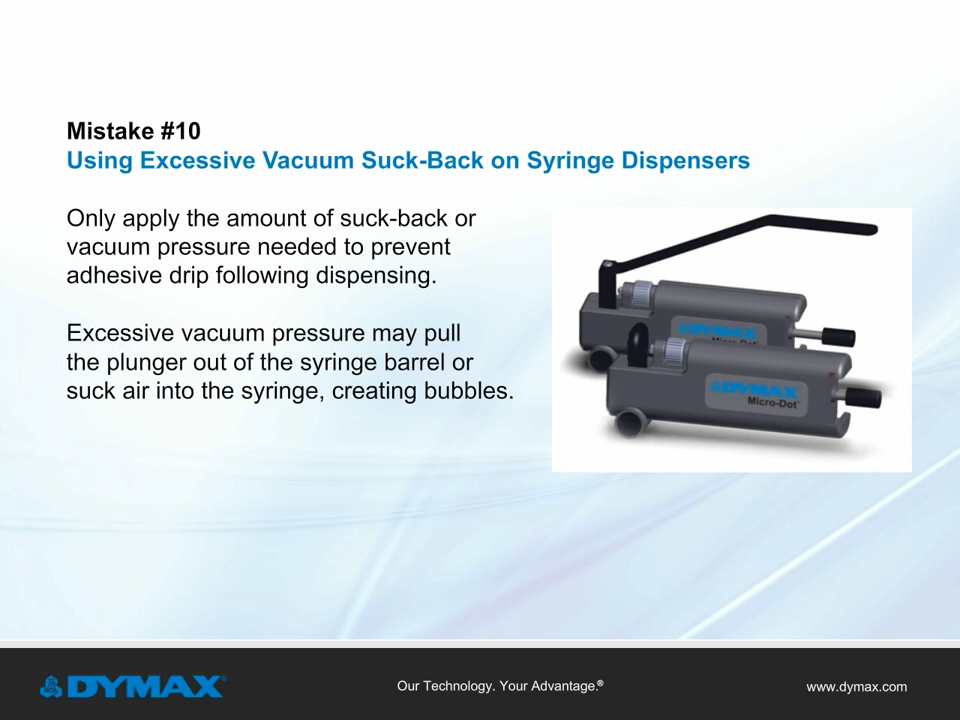 Mistake #10
Using Excessive Vacuum Suck-Back on Syringe Dispensers
Only apply the amount of suck-back or
vacuum pressure needed to prevent
adhesive drip following dispensing.
Excessive vacuum pressure may pull
the plunger out of the syringe barrel or
suck air into the syringe, creating bubbles.
DYMAX
Micro-Dot
DYMAX
Micro-Dot™
DYMAX®
Our Technology. Your Advantage.®
www.dymax.com